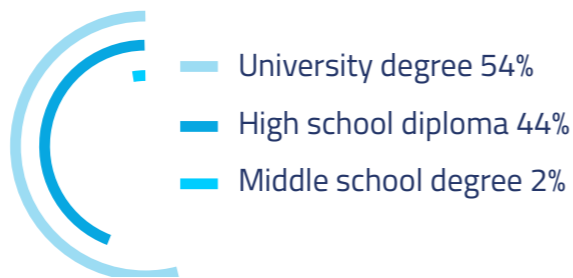 University degree 54%
High school diploma 44%
Middle school degree 2%